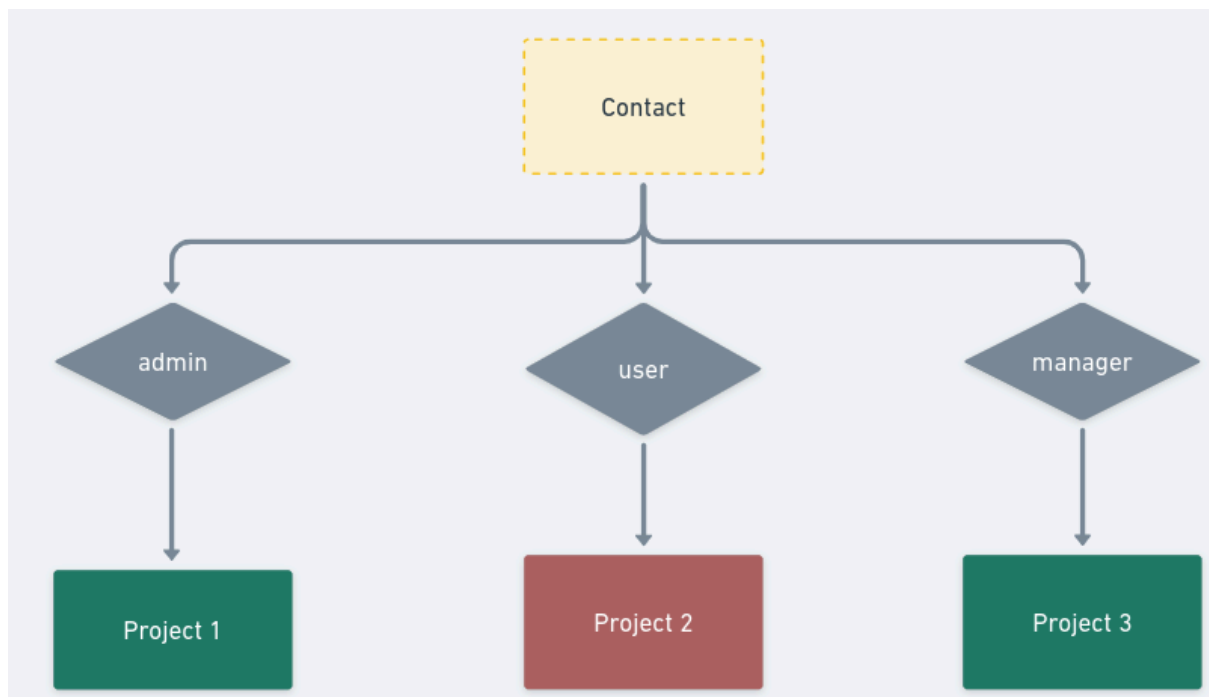 Contact
admin
user
manager
Project 1
Project 2
Project 3